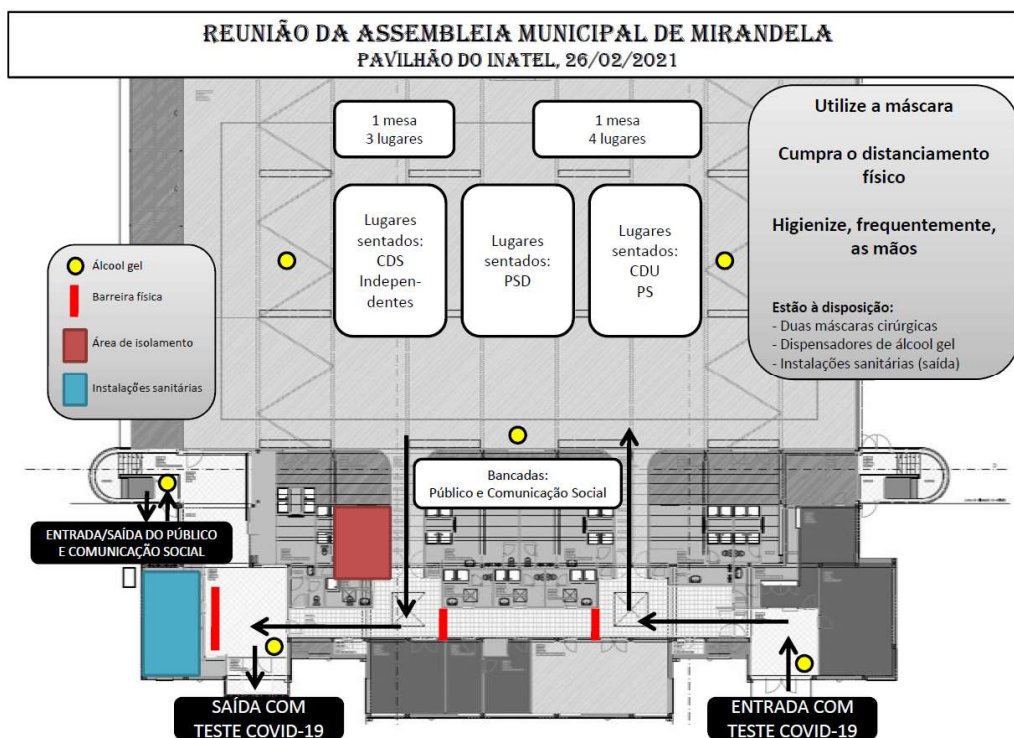 REUNIÃO DA ASSEMBLEIA MUNICIPAL DE MIRANDELA
PAVILHÃO DO INATEL, 26/02/2021
1 mesa
3 lugares
1 mesa
4 lugares
Utilize a máscara
Cumpra o distanciamento
físico
Higienize, frequentemente,
as mãos
Estão à disposição:
- Duas máscaras cirúrgicas
- Dispensadores de álcool gel
- Instalações sanitárias (saída)
Lugares
sentados:
CDS
Indepen-
dentes
Lugares
sentados:
PSD
Lugares
sentados:
CDU
PS
Álcool gel
Barreira física
Área de isolamento
Instalações sanitárias
Bancadas:
Público e Comunicação Social
ENTRADA/SAÍDA DO PÚBLICO
E COMUNICAÇÃO SOCIAL
SAÍDA COM
TESTE COVID-19
ENTRADA COM
TESTE COVID-19